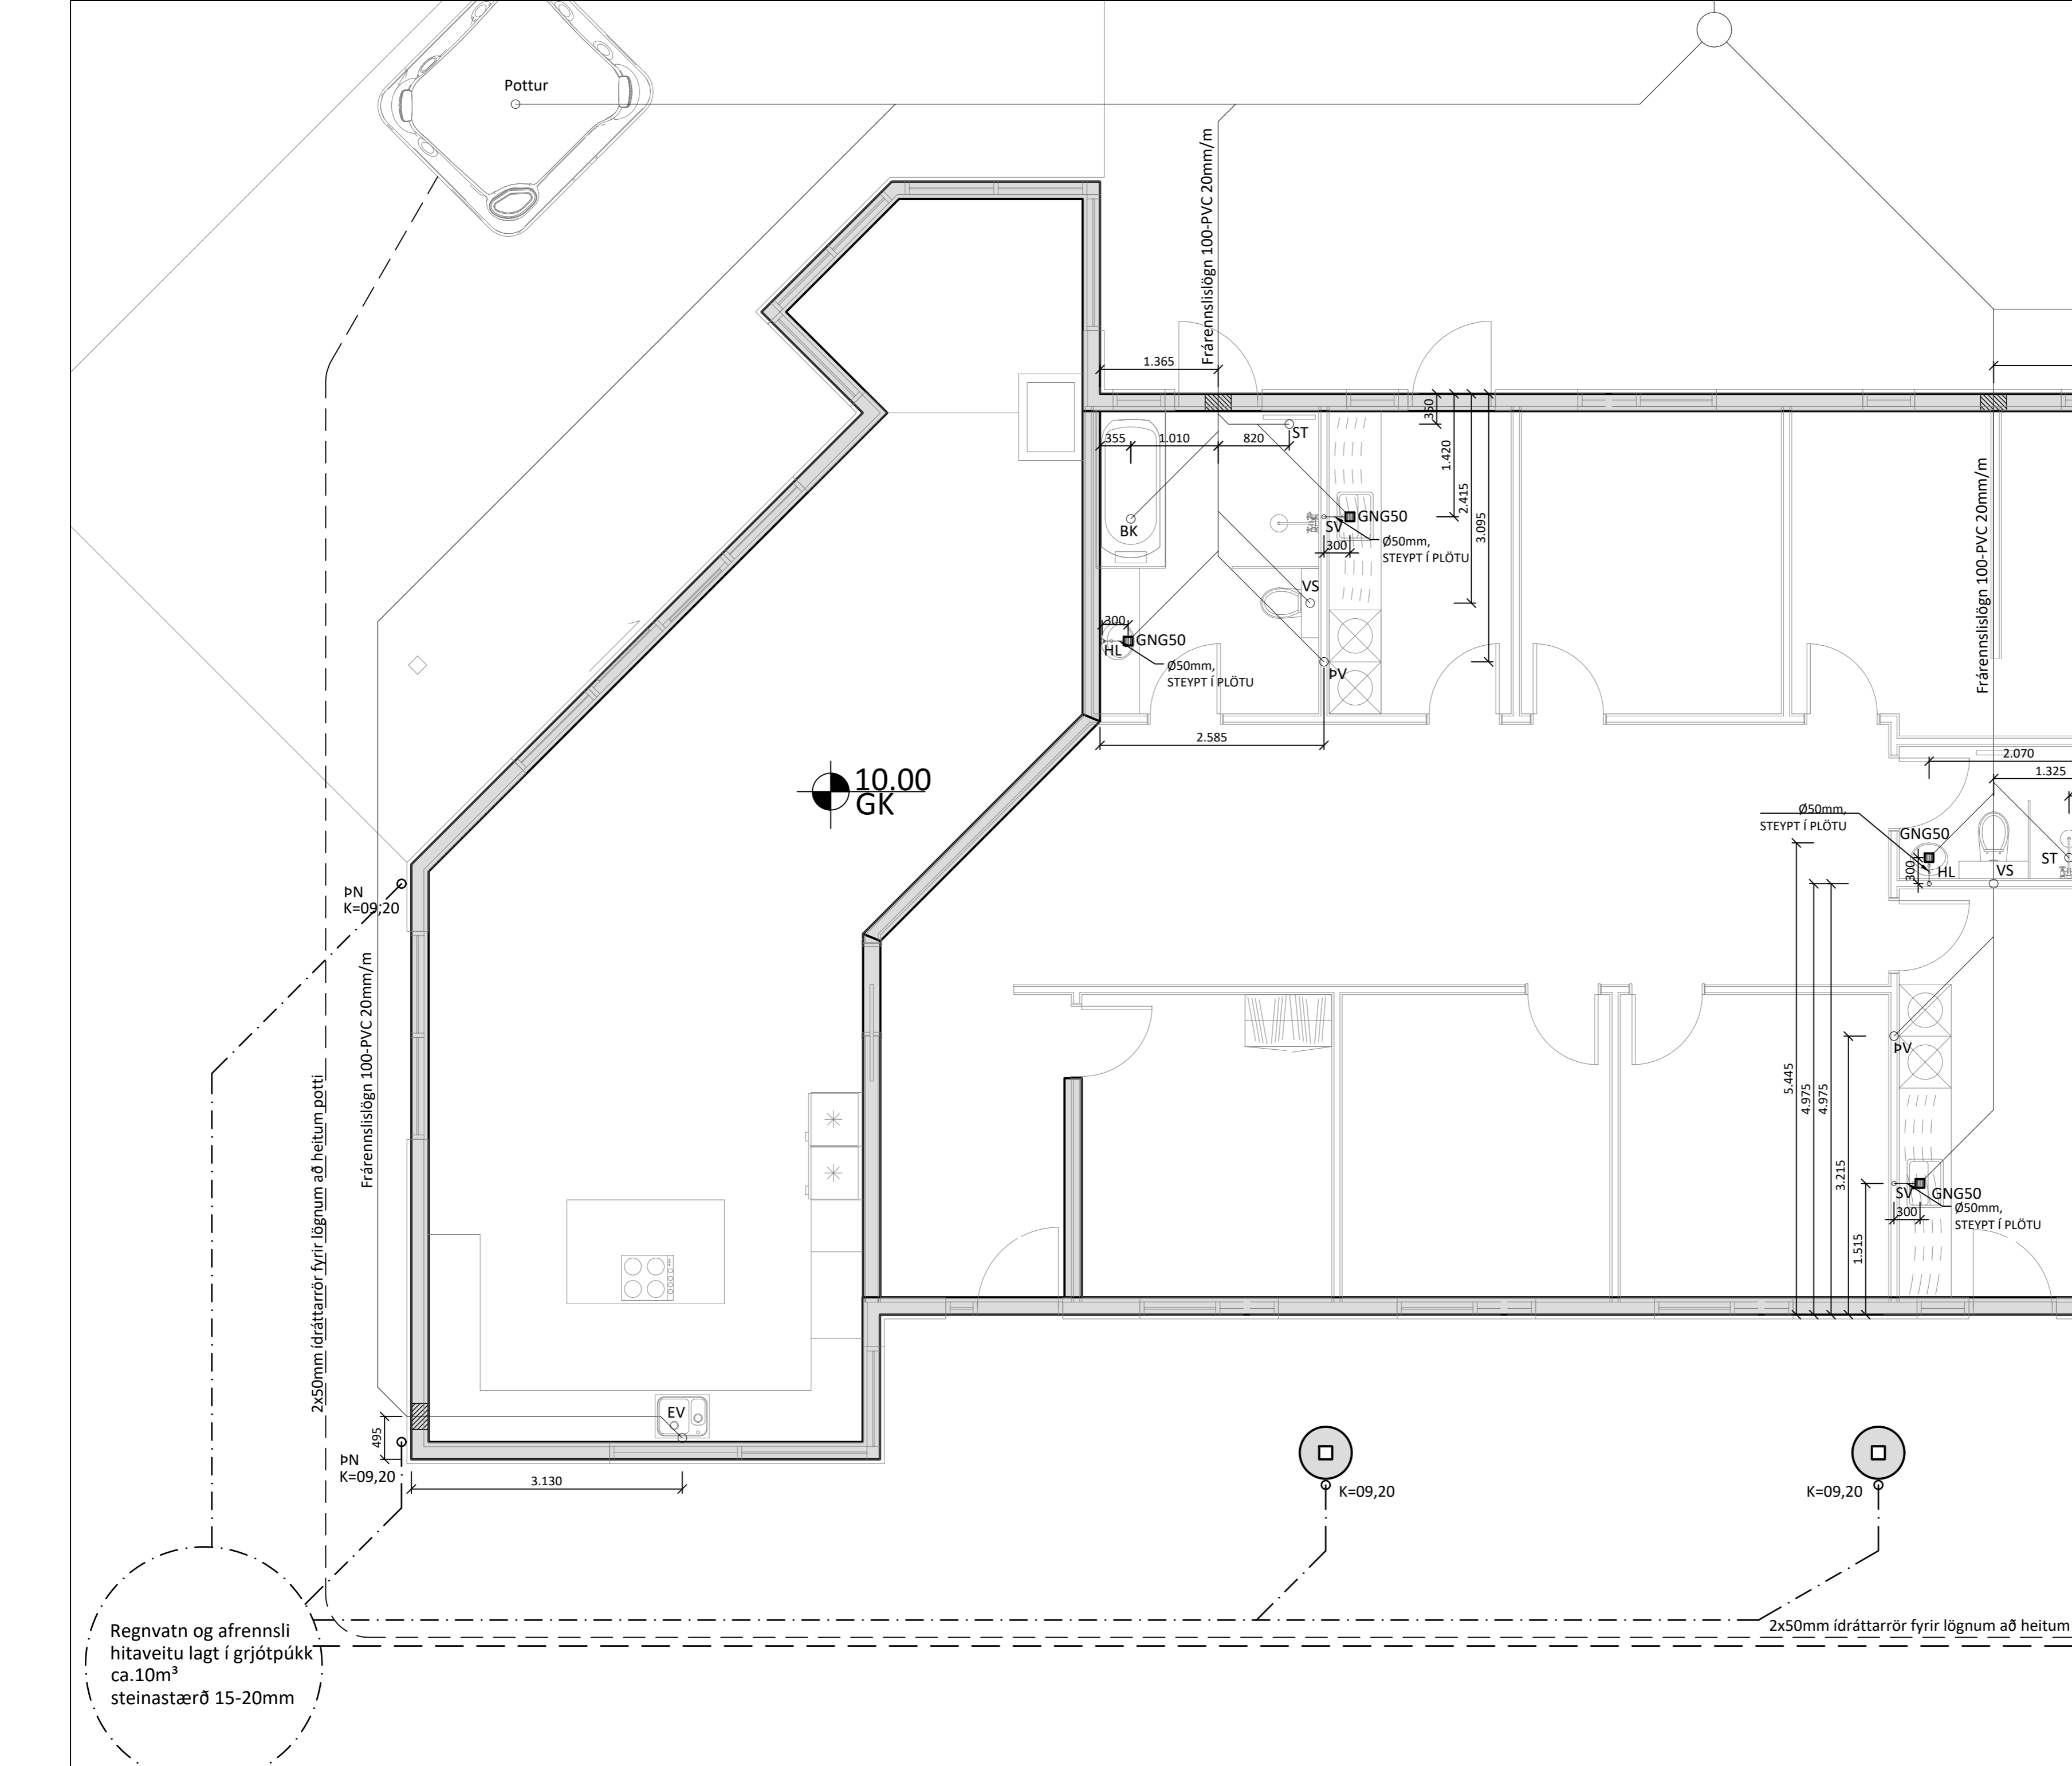 Pottur
Frárennslislögn 100-PVC 20mm/m
1.365
355
1.010
820
ST
350
1.420
2.415
3.095
BK
SV
GNG50
300
Ø50mm,
STEYPT Í PLÖTU
VS
300
GNG50
HL
Ø50mm,
STEYPT Í PLÖTU
ÞV
2.585
Frárennslislögn 100-PVC 20mm/m
2.070
1.325
10.00
GK
Ø50mm,
STEYPT Í PLÖTU
GNG50
300
HL
VS
ST
ÞN
K=09,20
Frárennslislögn 100-PVC 20mm/m
2x50mm ídráttarrör fyrir lögnum að heitum potti
ÞV
5.445
4.975
4.975
3.215
1.515
SV
GNG50
300
Ø50mm,
STEYPT Í PLÖTU
EV
495
ÞN
K=09,20
3.130
K=09,20
K=09,20
2x50mm ídráttarrör fyrir lögnum að heitum
Regnvatn og afrennsli
hitaveitu lagt í grjótpúkk
ca.10m³
steinastærð 15-20mm